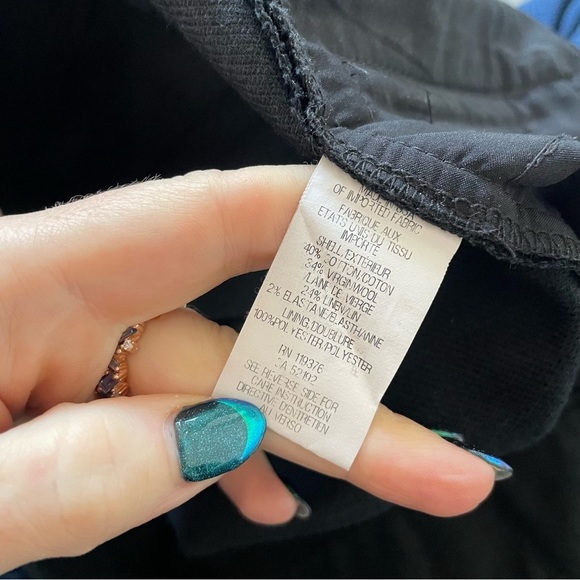 OF IMPORTED FABRIC
FABRIQUE AUX
ETATS UNIS DU TISSU
IMPORTE
SHELL/EXTERIEUR
40% COTTON/COTON
34% VIRGIN WOOL
/LAINE DE VIERGE
24% LINEN/LIN
2% ELASTANE/ELASTHANNE
LINING/DOUBLURE
100%POLYESTER/POLYESTER
RN 119376
CA 52102
SEE REVERSE SIDE FOR
CARE INSTRUCTION
DIRECTIVE D'ENTRETIEN
AU VERSO